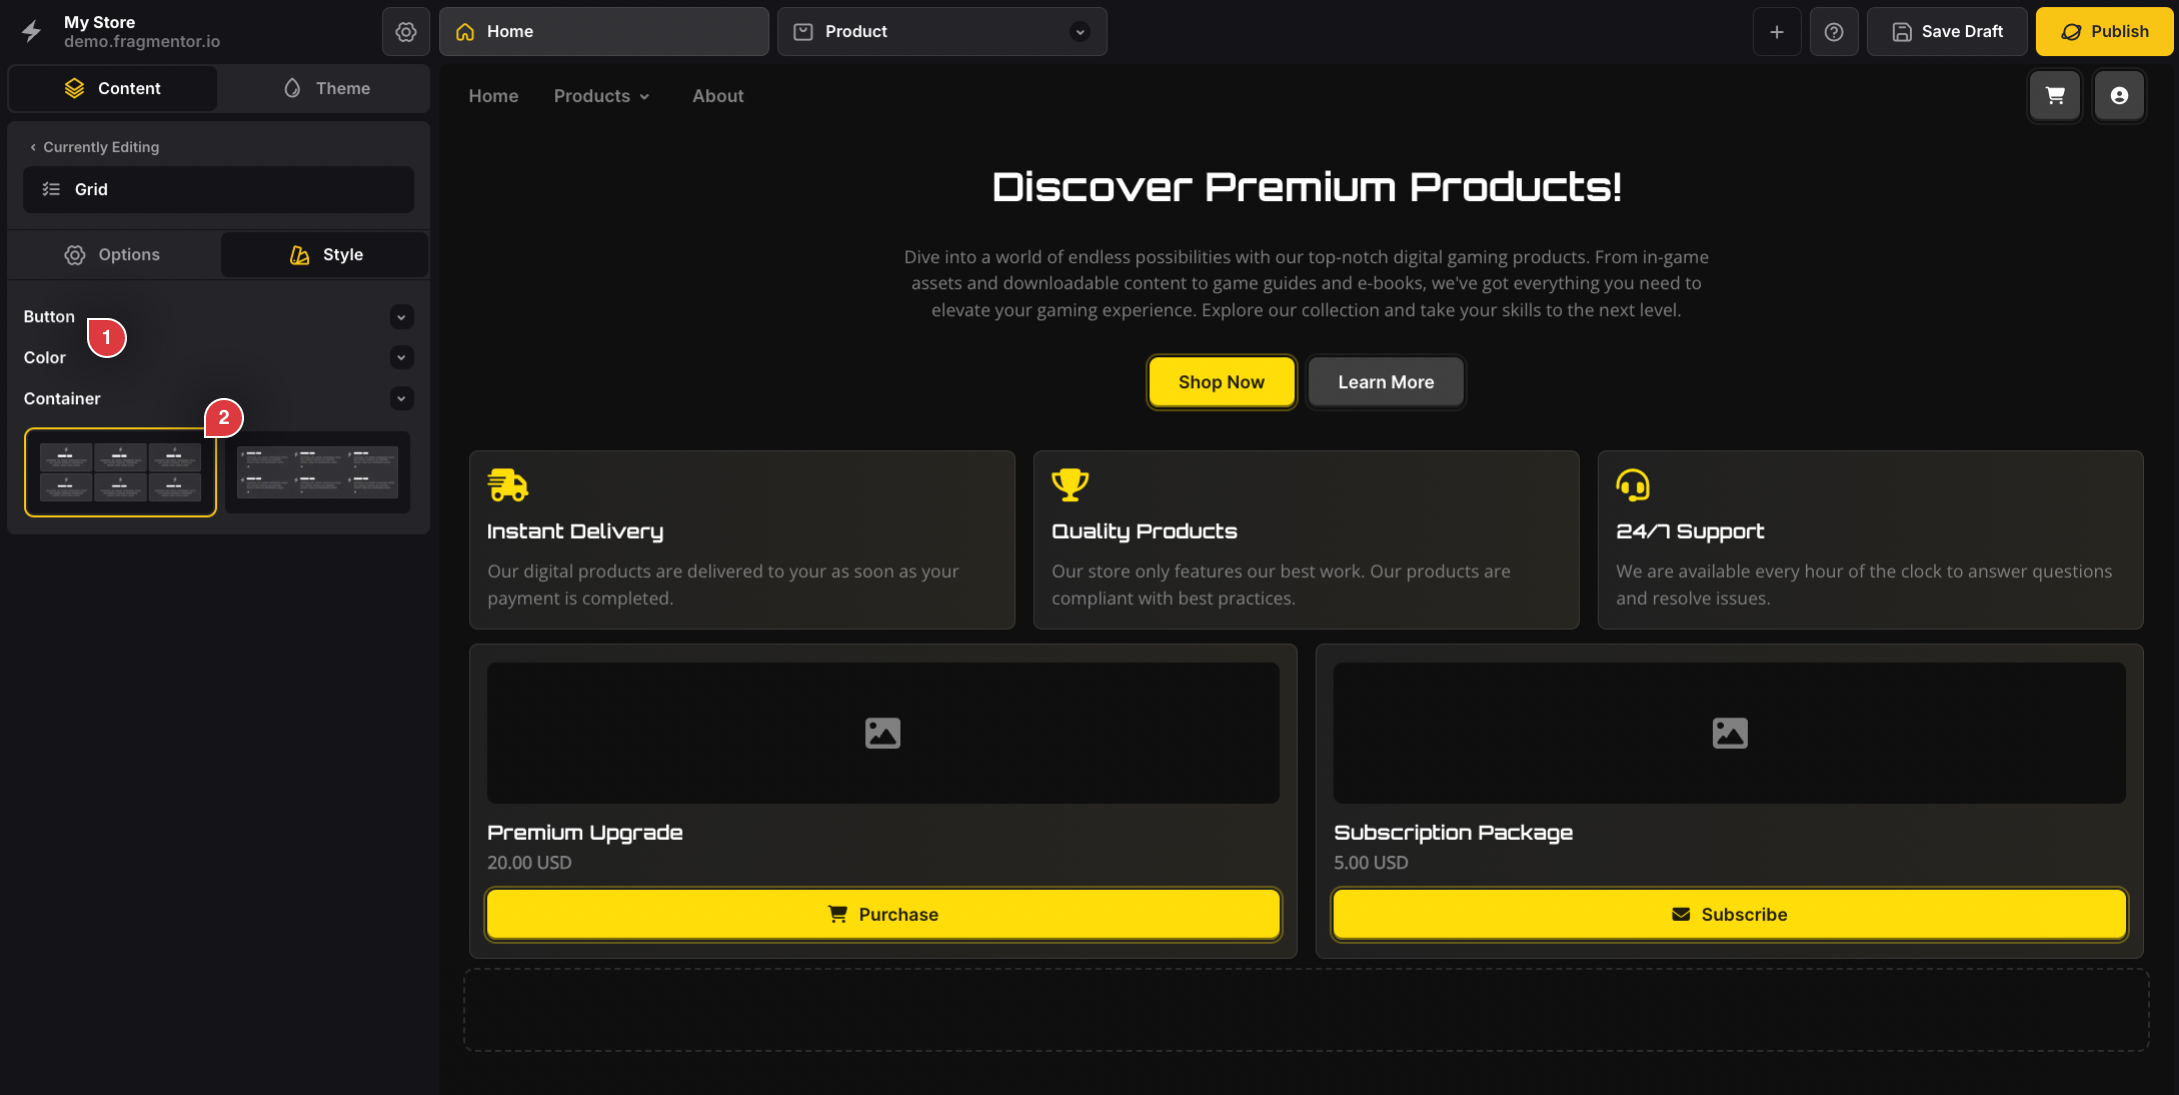 My Store
demo.fragmentor.io
Home
Product
Save Draft
Publish
Content
Theme
Currently Editing
Grid
Options
Style
Button
1
Color
Container
2
Home
Products
About
Discover Premium Products!
Dive into a world of endless possibilities with our top-notch digital gaming products. From in-game
assets and downloadable content to game guides and e-books, we've got everything you need to
elevate your gaming experience. Explore our collection and take your skills to the next level.
Shop Now
Learn More
Instant Delivery
Our digital products are delivered to your as soon as your
payment is completed.
Quality Products
Our store only features our best work. Our products are
compliant with best practices.
24/7 Support
We are available every hour of the clock to answer questions
and resolve issues.
Premium Upgrade
20.00 USD
Purchase
Subscription Package
5.00 USD
Subscribe